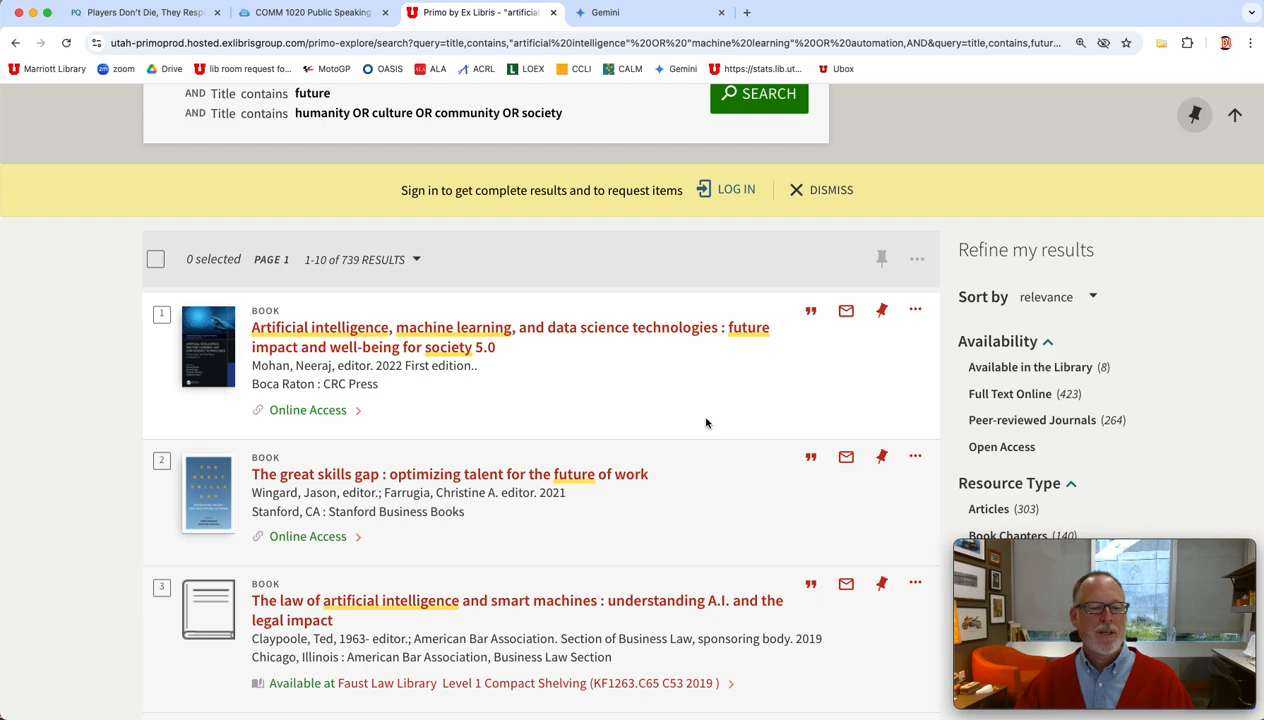 Players Don't Die, They Resp
COMM 1020 Public Speaking
Primo by Ex Libris - "artificial
Gemini
utah-primoprod.hosted.exlibrisgroup.com/primo-explore/search?query=title,contains,"artificial%20intelligence"%20OR%20"machine%20learning"%20OR%20automation,AND&query=title,contains,futur...
Marriott Library
zoom
Drive
lib room request fo...
MotoGP
OASIS
ALA
ACRL
LOEX
CCLI
CALM
Gemini
https://stats.lib.ut...
Ubox
AND Title contains future
AND Title contains humanity OR culture OR community OR society
SEARCH
Sign in to get complete results and to request items
LOG IN
DISMISS
0 selected PAGE 1 1-10 of 739 RESULTS
Refine my results
Sort by relevance
Availability
Available in the Library (8)
Full Text Online (423)
Peer-reviewed Journals (264)
Open Access
Resource Type
Articles (303)
Book Chapters (140)
1
BOOK
Artificial intelligence, machine learning, and data science technologies : future
impact and well-being for society 5.0
Mohan, Neeraj, editor. 2022 First edition..
Boca Raton : CRC Press
Online Access
2
BOOK
The great skills gap : optimizing talent for the future of work
Wingard, Jason, editor.; Farrugia, Christine A. editor. 2021
Stanford, CA : Stanford Business Books
Online Access
3
BOOK
The law of artificial intelligence and smart machines : understanding A.I. and the
legal impact
Claypoole, Ted, 1963- editor.; American Bar Association. Section of Business Law, sponsoring body. 2019
Chicago, Illinois : American Bar Association, Business Law Section
Available at Faust Law Library Level 1 Compact Shelving (KF1263.C65 C53 2019 )